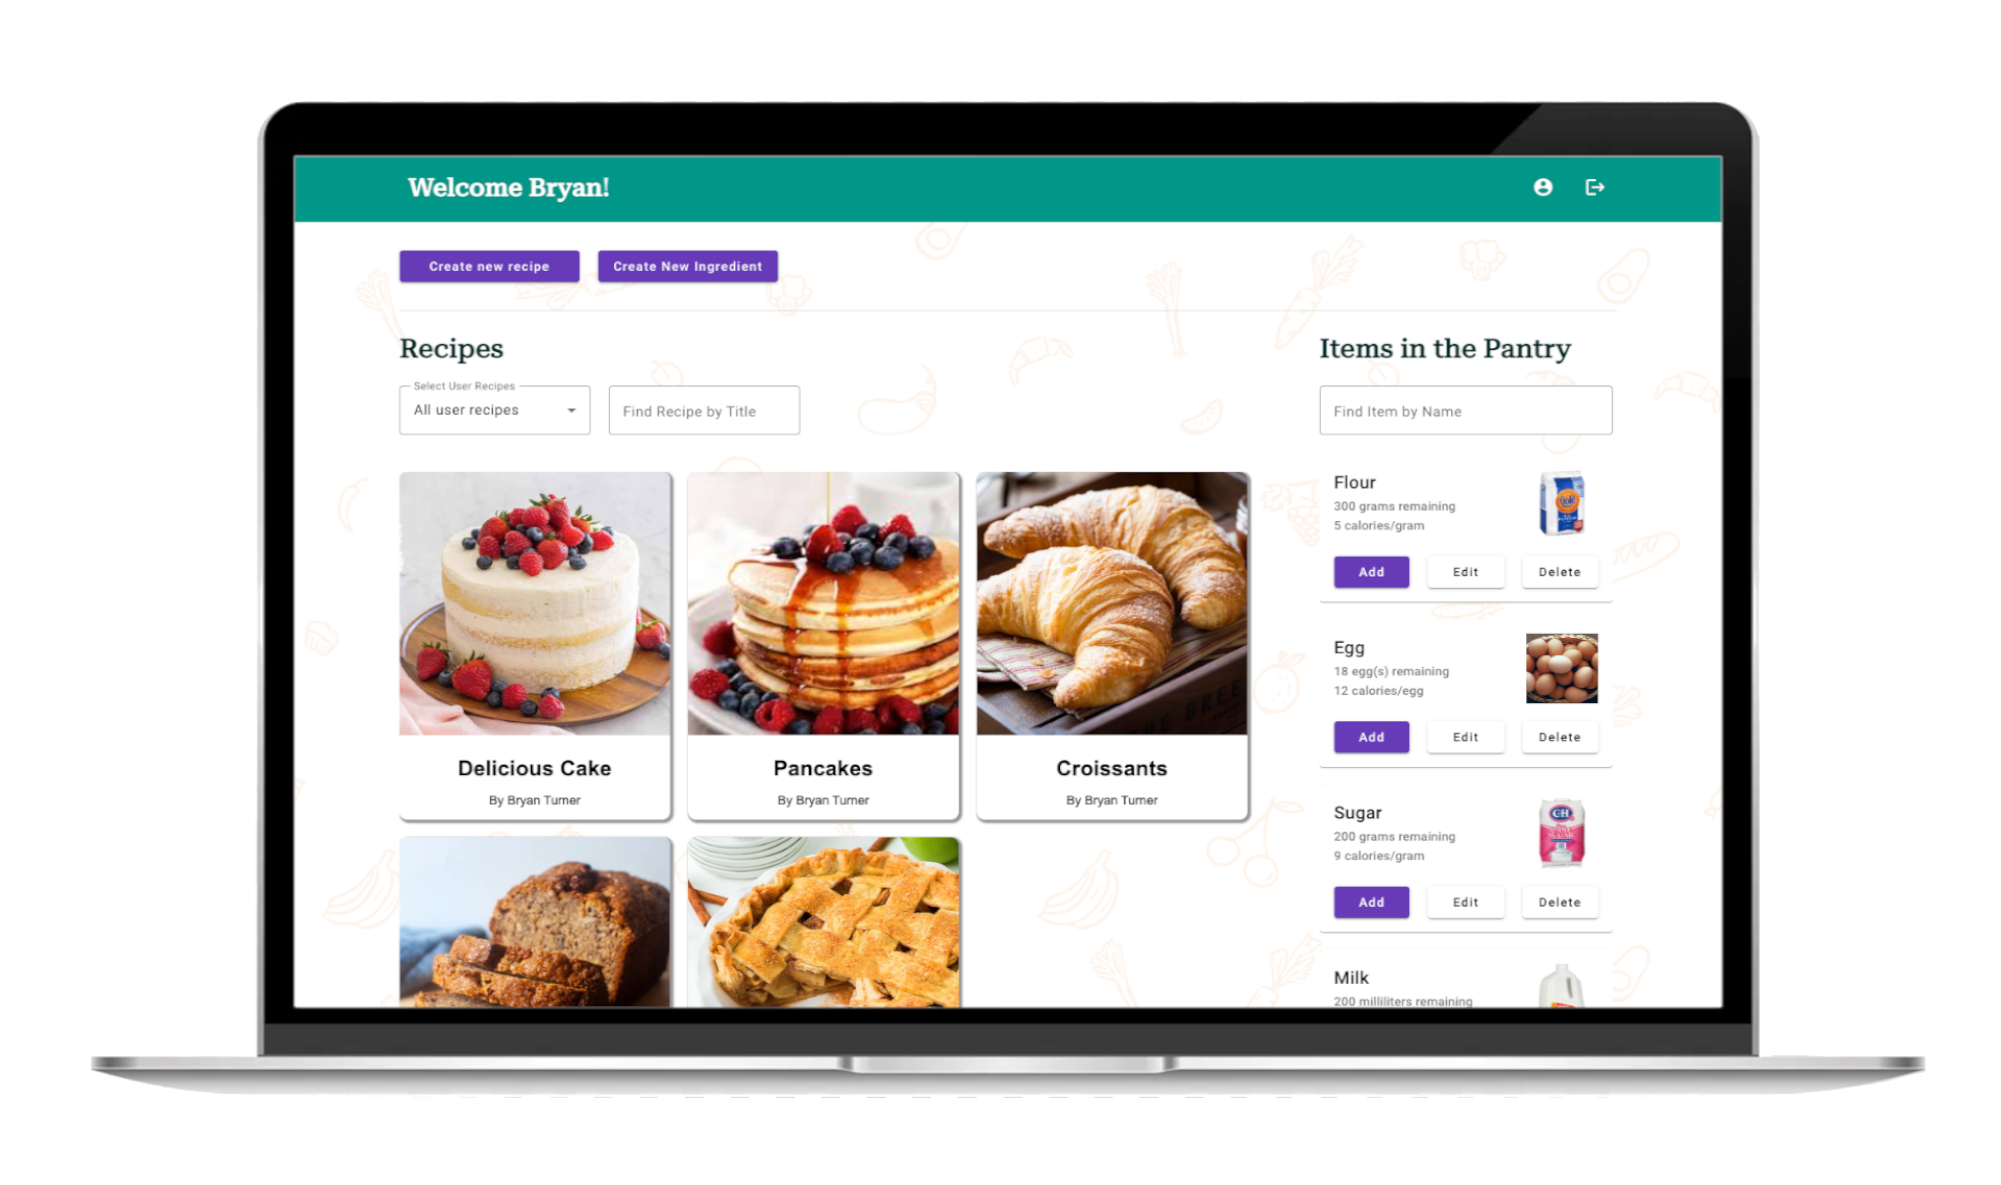 Welcome Bryan!
Create new recipe
Create New Ingredient
Recipes
Select User Recipes
All user recipes
Find Recipe by Title
Delicious Cake
By Bryan Turner
Pancakes
By Bryan Turner
Croissants
By Bryan Turner
Items in the Pantry
Find Item by Name
Flour
300 grams remaining
5 calories/gram
Add
Edit
Delete
Egg
18 egg(s) remaining
12 calories/egg
Add
Edit
Delete
Sugar
200 grams remaining
9 calories/gram
C&H
Add
Edit
Delete
Milk
200 milliliters remaining